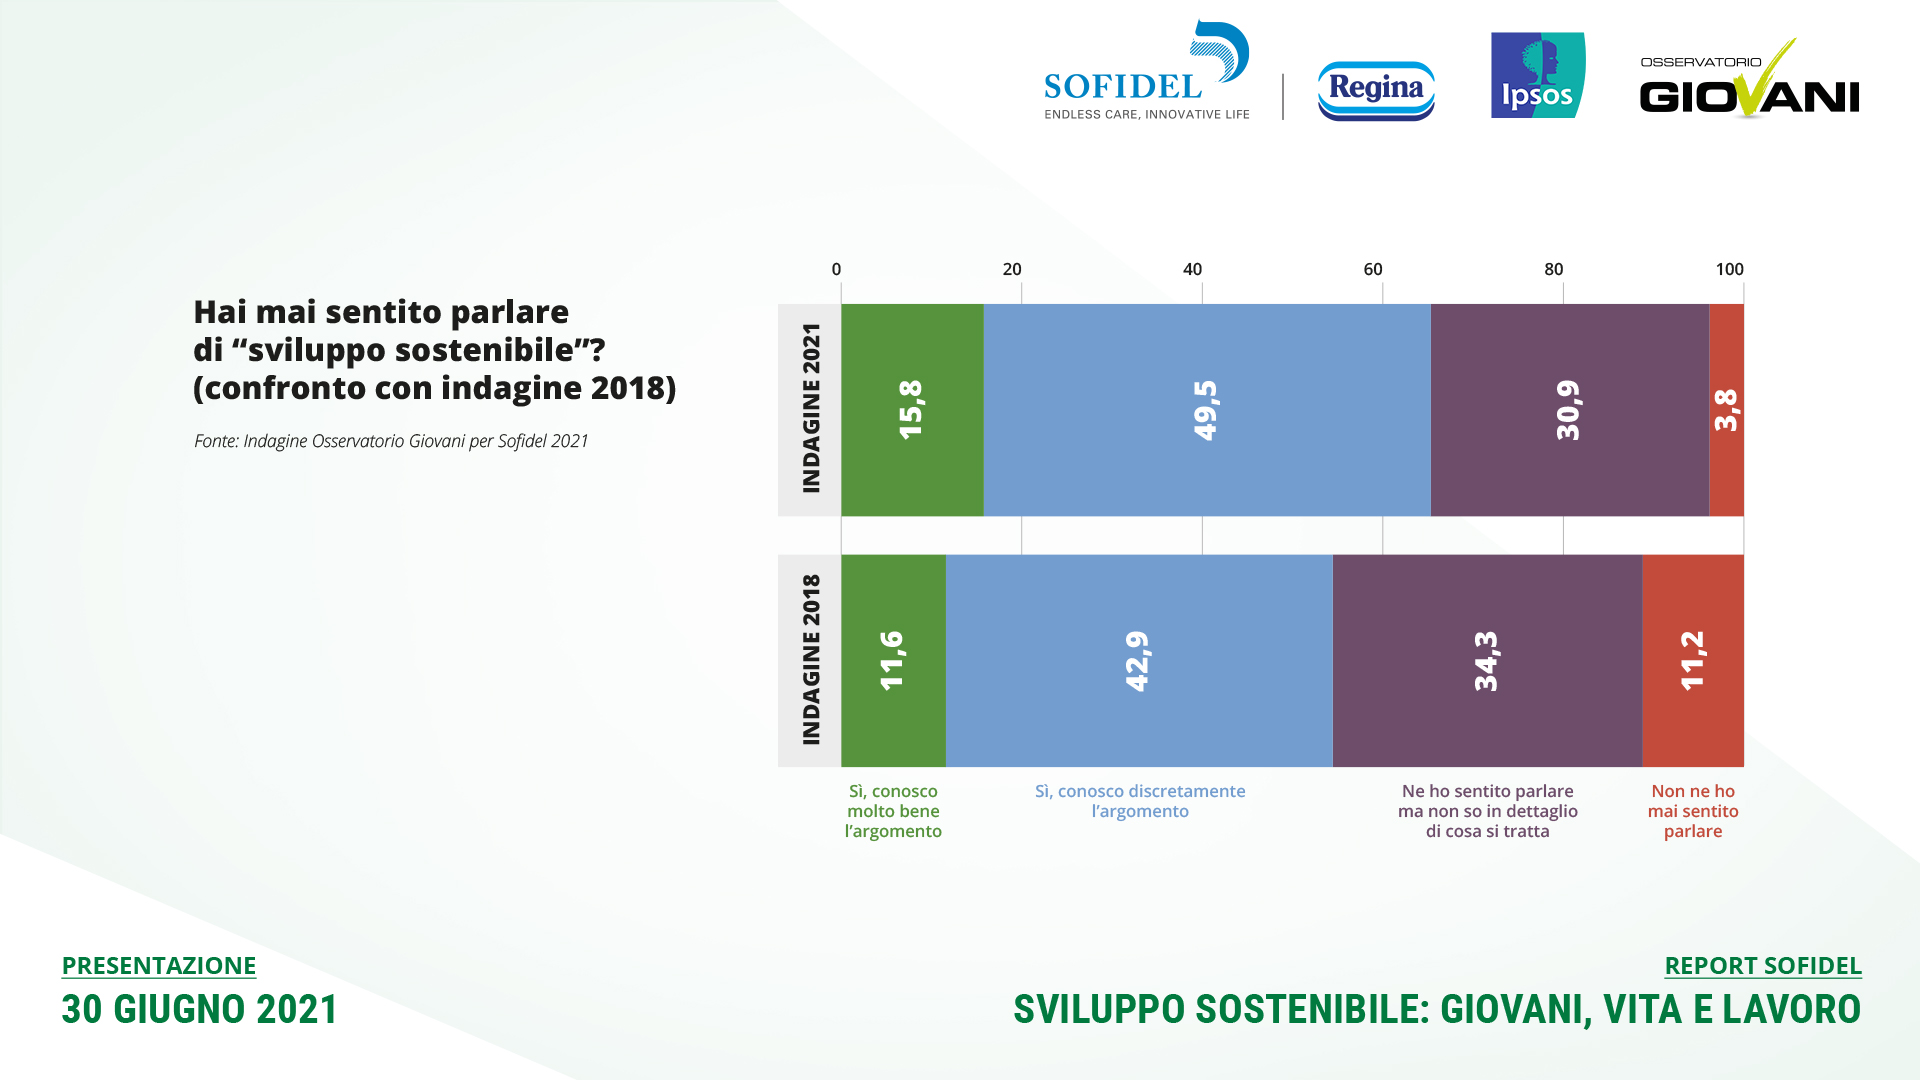 SOFIDEL
ENDLESS CARE, INNOVATIVE LIFE
Regina
Ipsos
OSSERVATORIO
GIOVANI
Hai mai sentito parlare
di “sviluppo sostenibile”?
(confronto con indagine 2018)
Fonte: Indagine Osservatorio Giovani per Sofidel 2021
0 20 40 60 80 100
INDAGINE 2021
15,8 49,5 30,9 3,8
INDAGINE 2018
11,6 42,9 34,3 11,2
Sì, conosco
molto bene
l’argomento
Sì, conosco discretamente
l’argomento
Ne ho sentito parlare
ma non so in dettaglio
di cosa si tratta
Non ne ho
mai sentito
parlare
PRESENTAZIONE
30 GIUGNO 2021
REPORT SOFIDEL
SVILUPPO SOSTENIBILE: GIOVANI, VITA E LAVORO